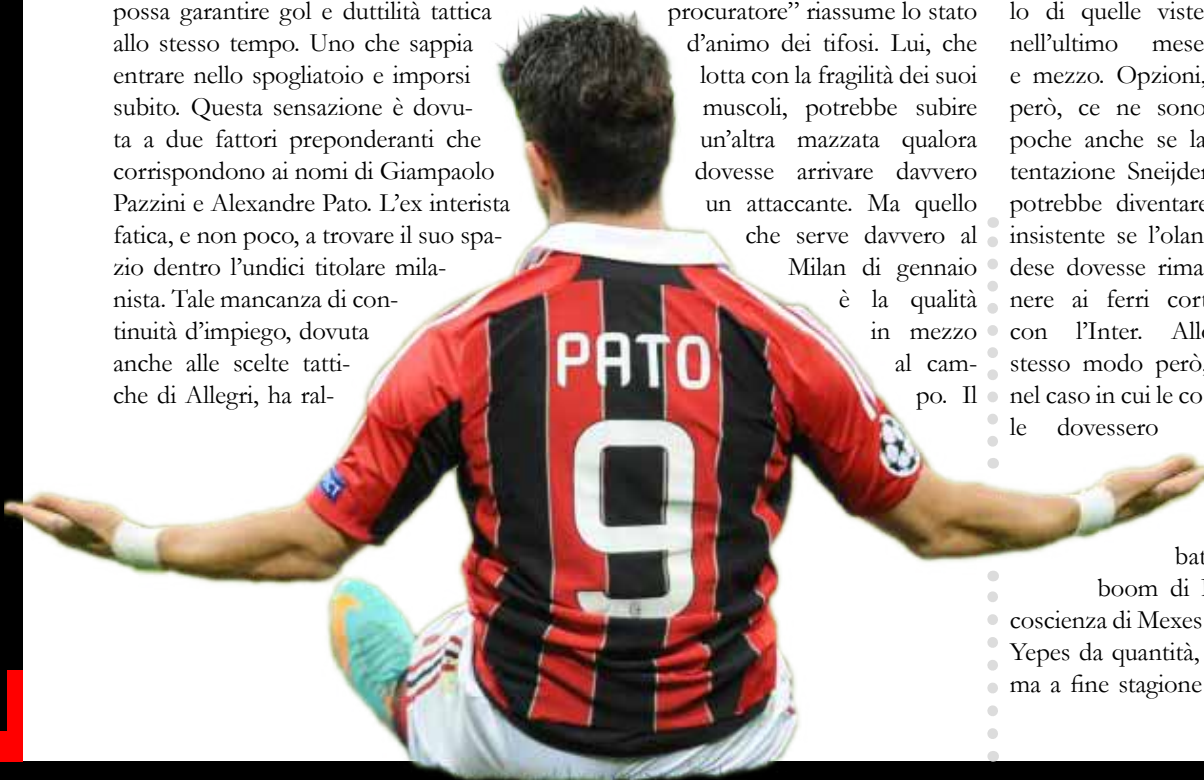 possa garantire gol e duttilità tattica
allo stesso tempo. Uno che sappia
entrare nello spogliatoio e imporsi
subito. Questa sensazione è dovu-
ta a due fattori preponderanti che
corrispondono ai nomi di Giampaolo
Pazzini e Alexandre Pato. L'ex interista
fatica, e non poco, a trovare il suo spa-
zio dentro l'undici titolare mila-
nista. Tale mancanza di con-
tinuità d'impiego, dovuta
anche alle scelte tatti-
che di Allegri, ha ral-
procuratore" riassume lo stato
d'animo dei tifosi. Lui, che
lotta con la fragilità dei suoi
muscoli, potrebbe subire
un'altra mazzata qualora
dovesse arrivare davvero
un attaccante. Ma quello
che serve davvero al
Milan di gennaio
è la qualità
in mezzo
al cam-
po. Il
lo di quelle viste
nell'ultimo mese
e mezzo. Opzioni,
però, ce ne sono
poche anche se la
tentazione Sneijder
potrebbe diventare
insistente se l'olan
dese dovesse rima
nere ai ferri cort
con l'Inter. Allo
stesso modo però,
nel caso in cui le co
le dovessero
bat
boom di
coscienza di Mexes
Yepes da quantità,
ma a fine stagione
PATO
9